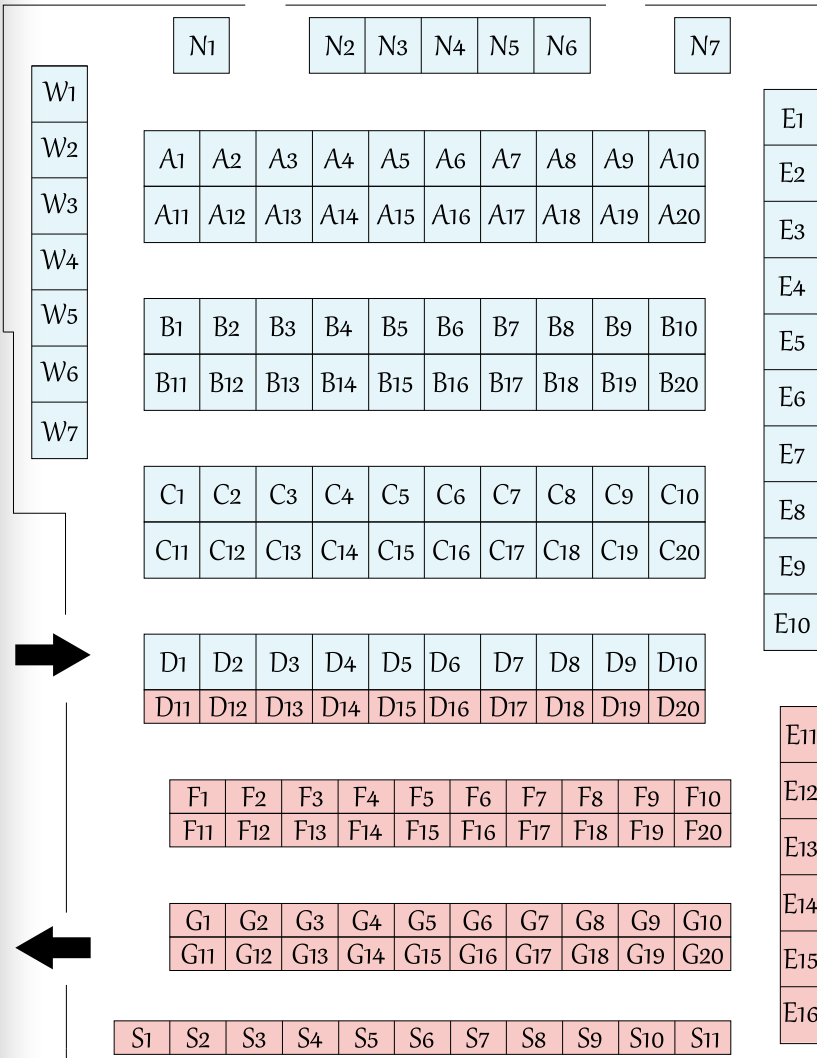 N1 N2 N3 N4 N5 N6 N7
W1
W2
W3
W4
W5
W6
W7
A1 A2 A3 A4 A5 A6 A7 A8 A9 A10
A11 A12 A13 A14 A15 A16 A17 A18 A19 A20
B1 B2 B3 B4 B5 B6 B7 B8 B9 B10
B11 B12 B13 B14 B15 B16 B17 B18 B19 B20
C1 C2 C3 C4 C5 C6 C7 C8 C9 C10
C11 C12 C13 C14 C15 C16 C17 C18 C19 C20
D1 D2 D3 D4 D5 D6 D7 D8 D9 D10
D11 D12 D13 D14 D15 D16 D17 D18 D19 D20
F1 F2 F3 F4 F5 F6 F7 F8 F9 F10
F11 F12 F13 F14 F15 F16 F17 F18 F19 F20
G1 G2 G3 G4 G5 G6 G7 G8 G9 G10
G11 G12 G13 G14 G15 G16 G17 G18 G19 G20
S1 S2 S3 S4 S5 S6 S7 S8 S9 S10 S11
E1
E2
E3
E4
E5
E6
E7
E8
E9
E10
E11
E12
E13
E14
E15
E16